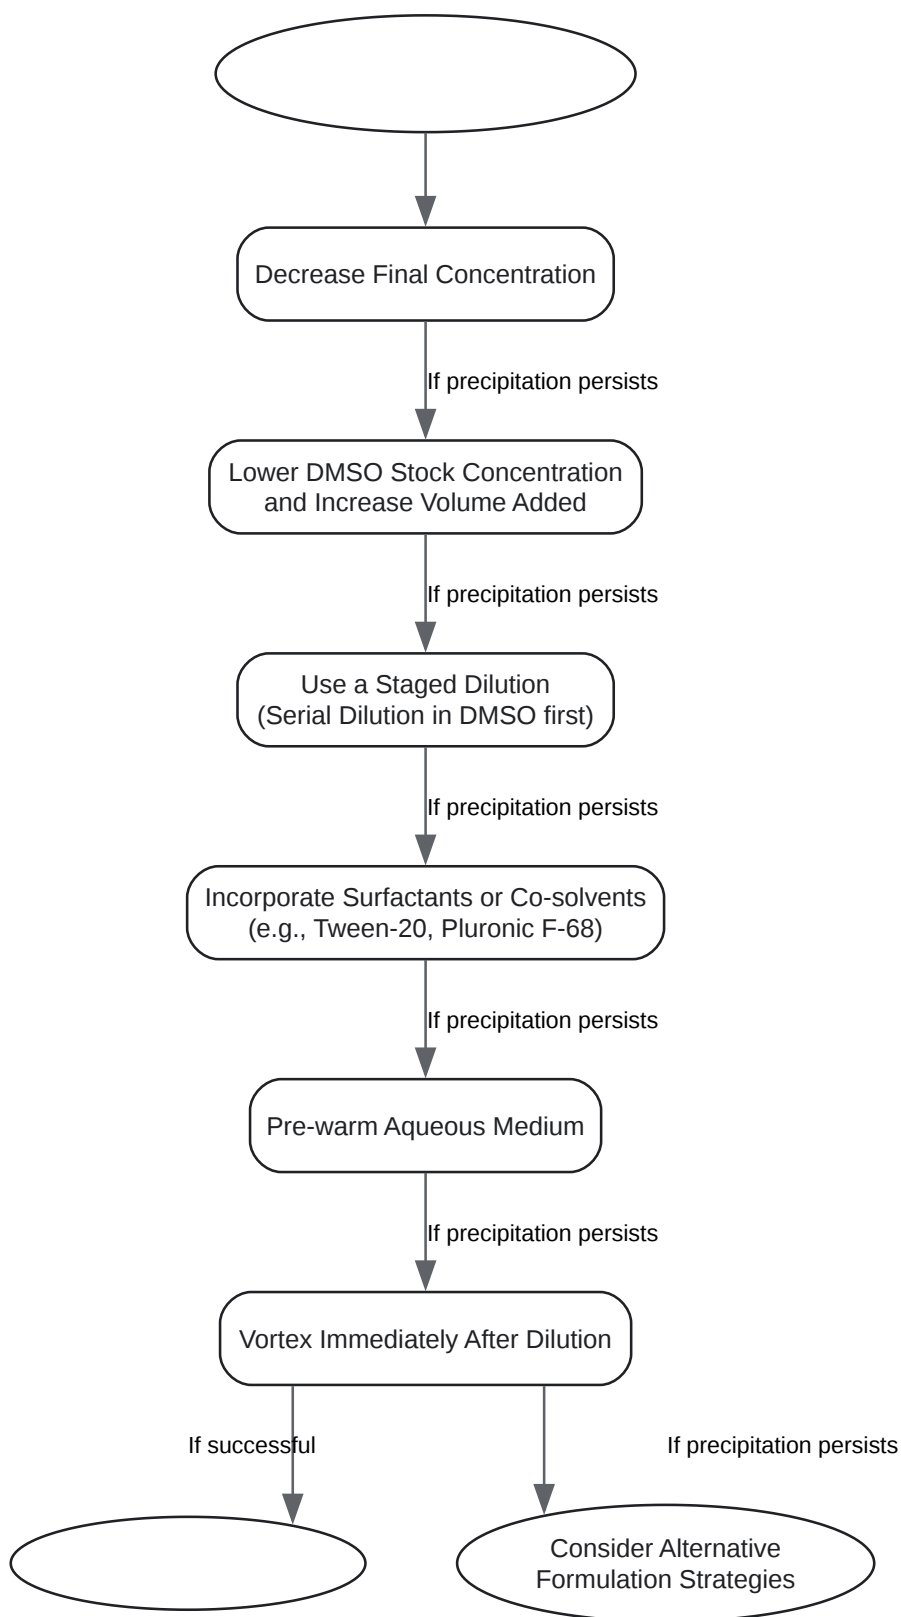 Decrease Final Concentration
If precipitation persists
Lower DMSO Stock Concentration
and Increase Volume Added
If precipitation persists
Use a Staged Dilution
(Serial Dilution in DMSO first)
If precipitation persists
Incorporate Surfactants or Co-solvents
(e.g., Tween-20, Pluronic F-68)
If precipitation persists
Pre-warm Aqueous Medium
If precipitation persists
Vortex Immediately After Dilution
If successful
If precipitation persists
Consider Alternative
Formulation Strategies